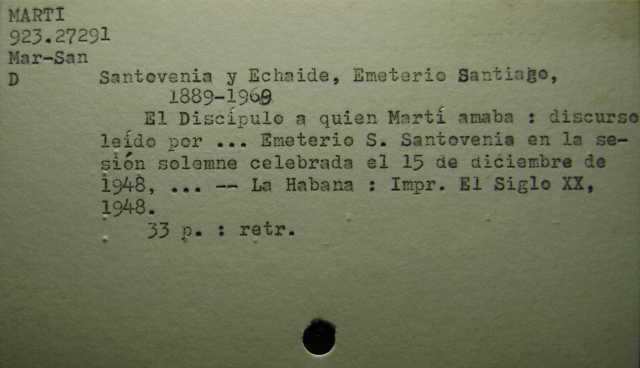 MARTI
923.27291
Mar-San
D Santovenia y Echaide, Emeterio Santiago,
1889-1968
El Discípulo a quien Martí amaba : discurso
leído por ... Emeterio S. Santovenia en la se-
sión solemne celebrada el 15 de diciembre de
1948, ... -- La Habana : Impr. El Siglo XX,
1948.
33 p. : retr.